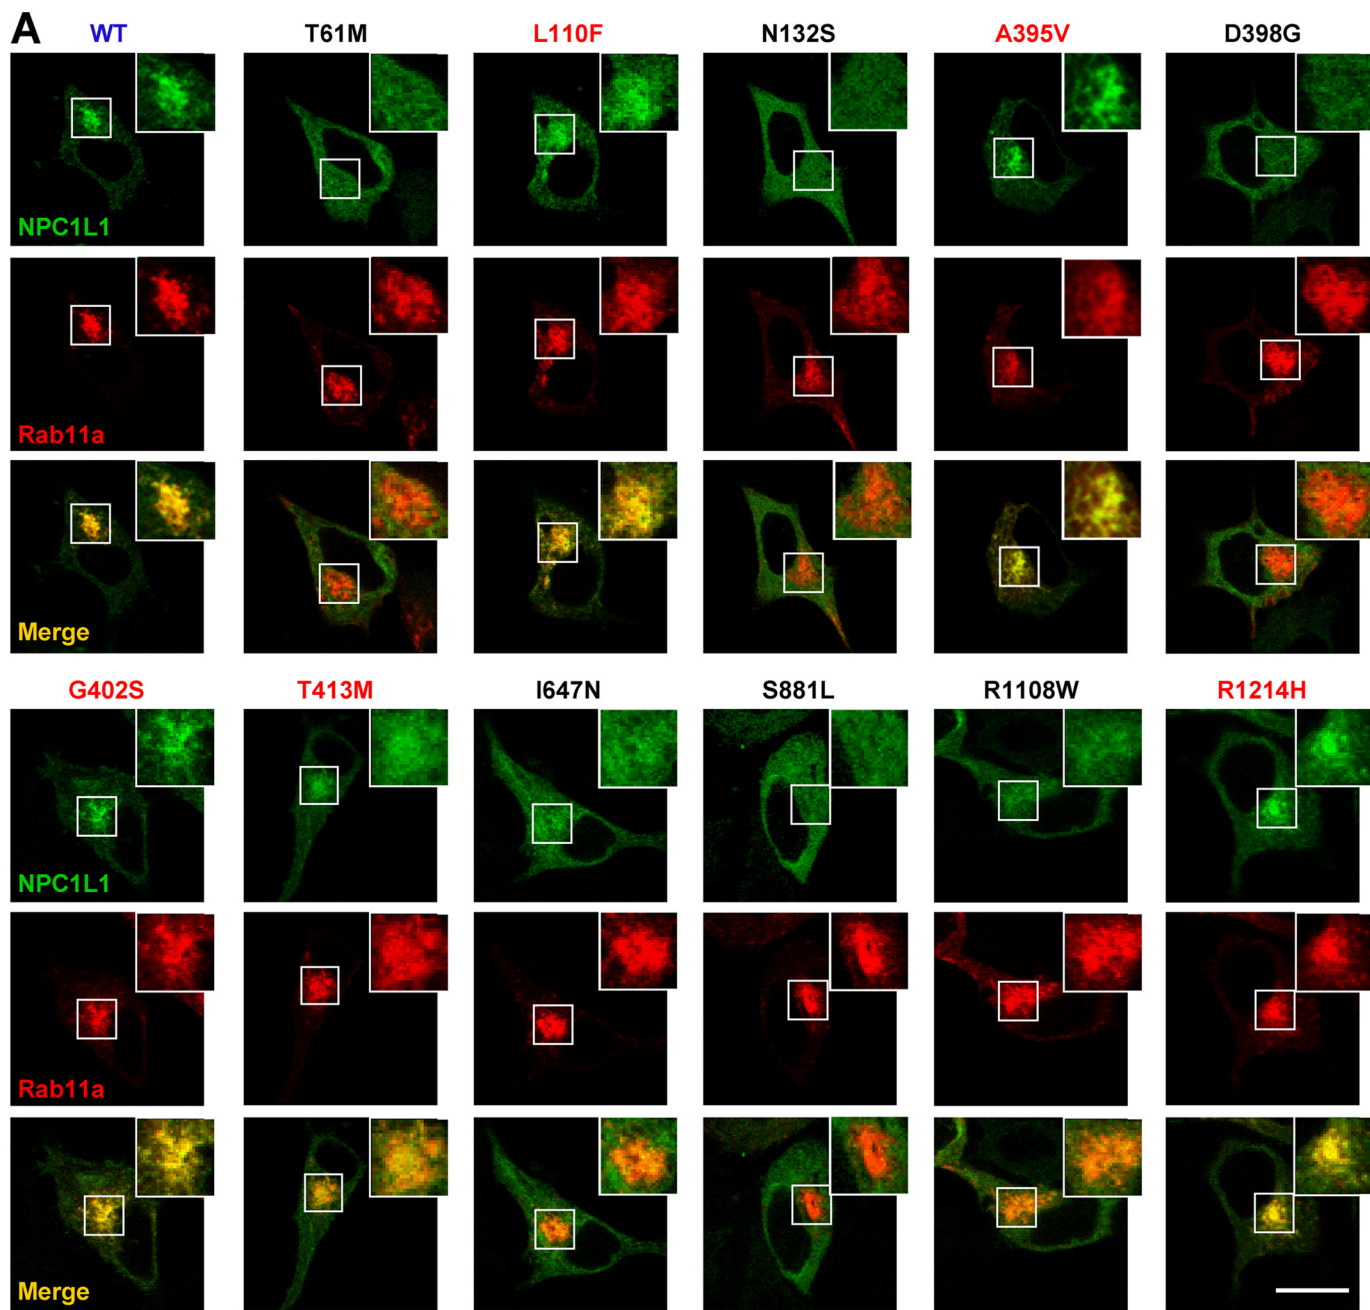 A
WT T61M L110F N132S A395V D398G
NPC1L1
Rab11a
Merge
G402S T413M I647N S881L R1108W R1214H
NPC1L1
Rab11a
Merge